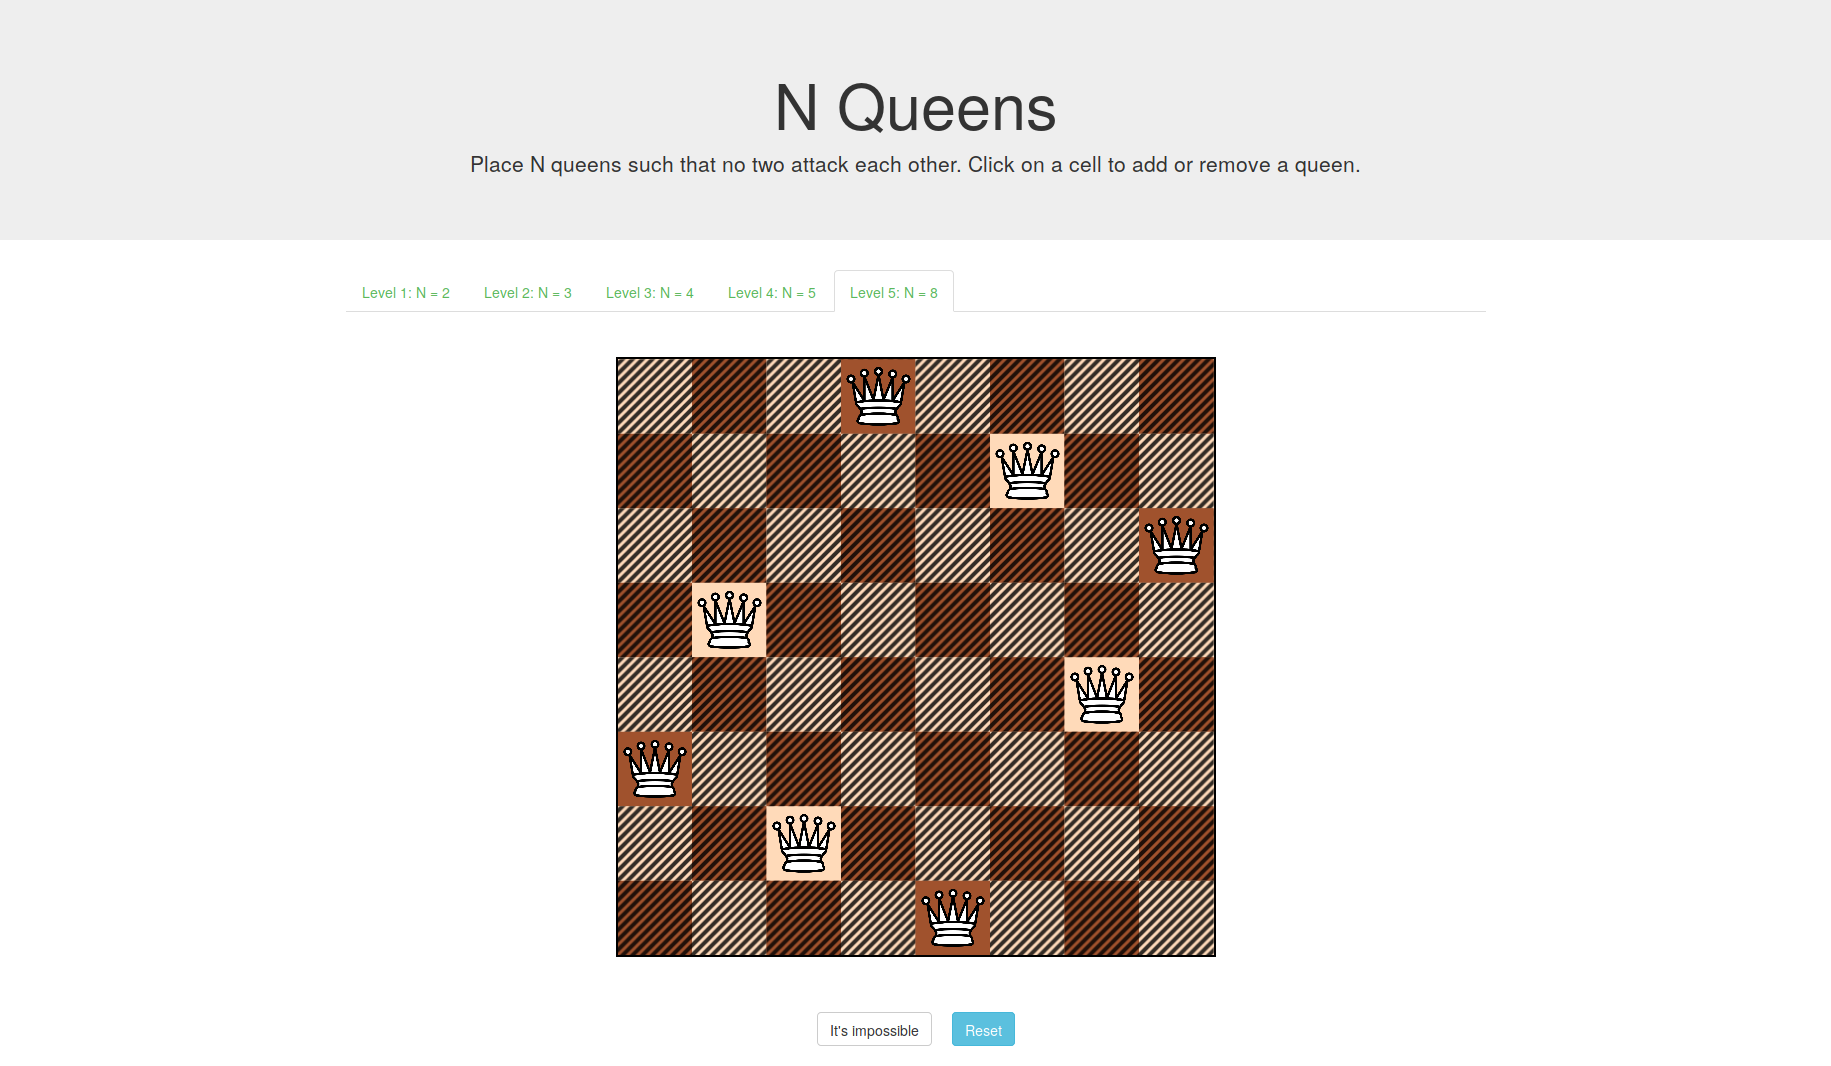 N Queens
Place N queens such that no two attack each other. Click on a cell to add or remove a queen.
Level 1: N = 2
Level 2: N = 3
Level 3: N = 4
Level 4: N = 5
Level 5: N = 8
It's impossible
Reset